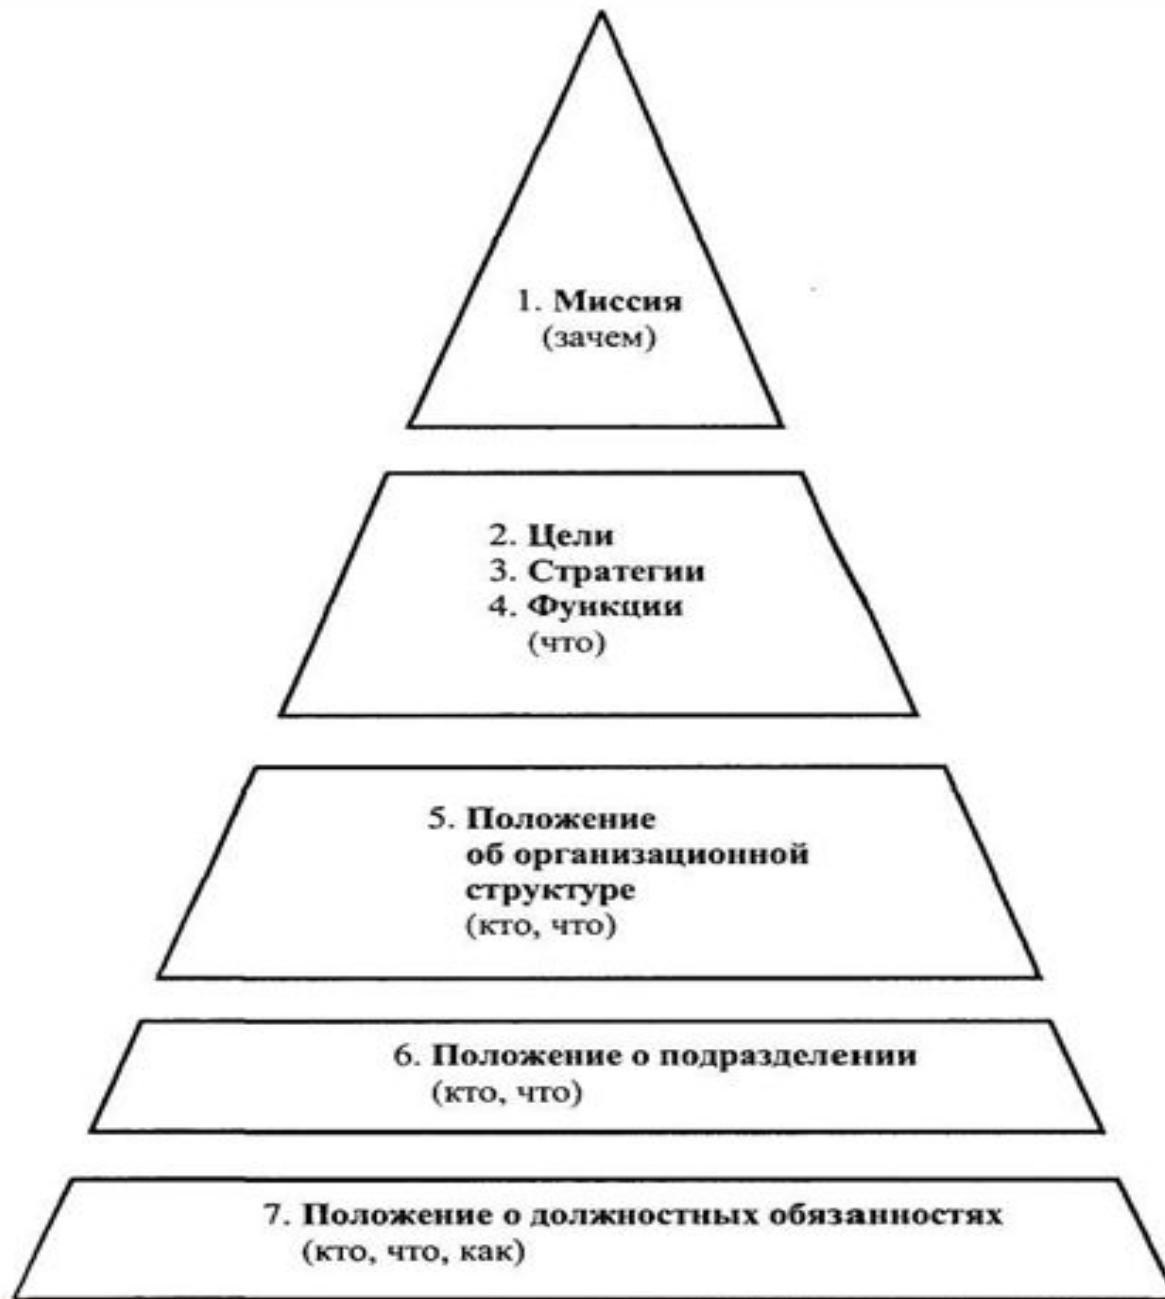 1. Миссия
(зачем)
2. Цели
3. Стратегии
4. Функции
(что)
5. Положение
об организационной
структуре
(кто, что)
6. Положение о подразделении
(кто, что)
7. Положение о должностных обязанностях
(кто, что, как)